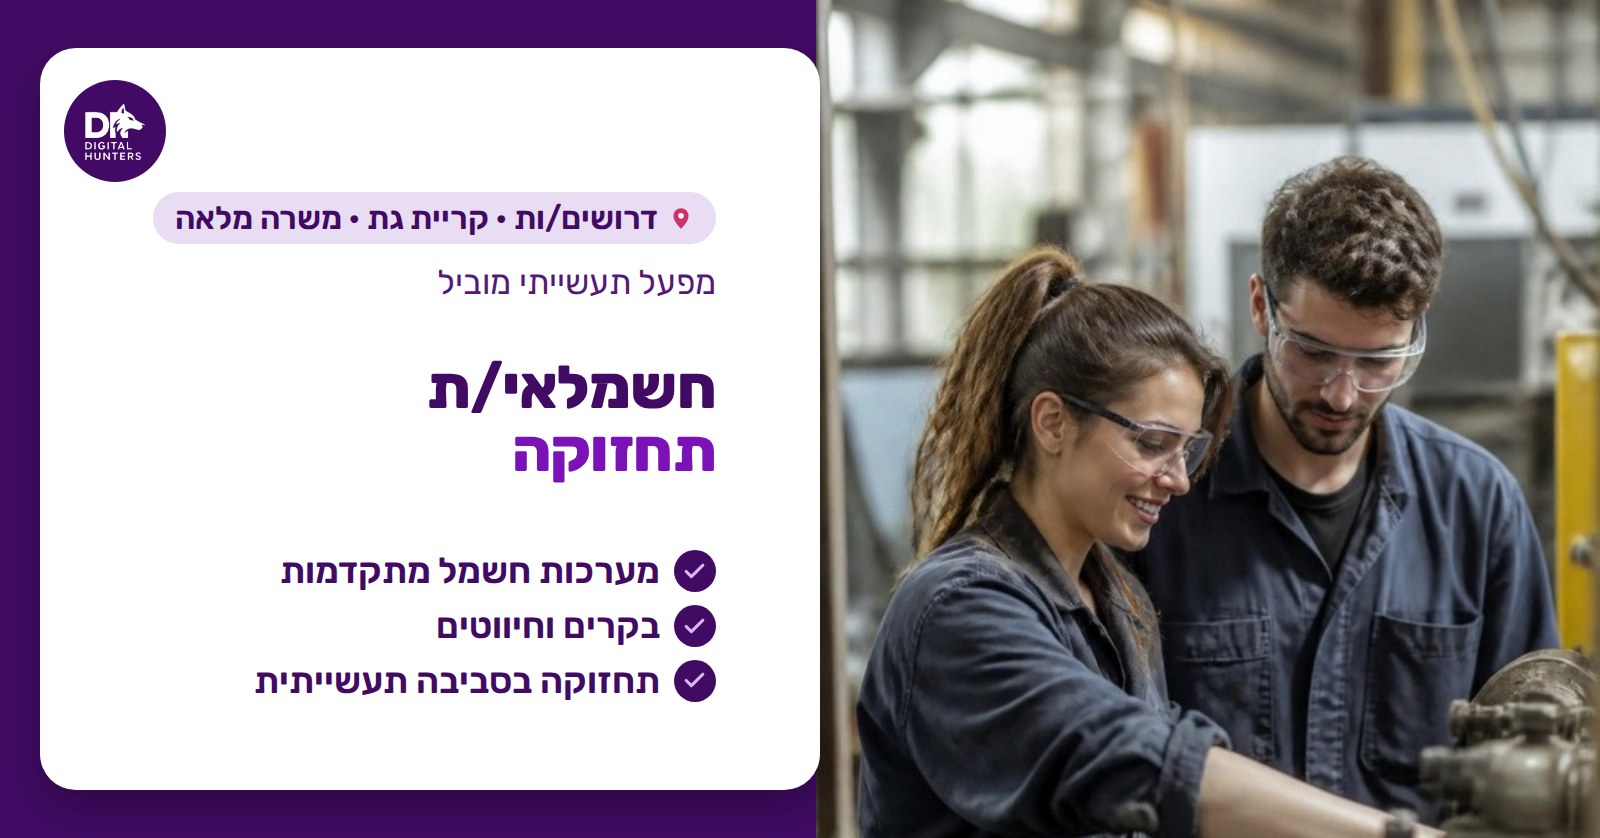 DH
DIGITAL
HUNTERS
דרושים/ות • קריית גת • משרה מלאה
מפעל תעשייתי מוביל
חשמלאי/ת
תחזוקה
מערכות חשמל מתקדמות
בקרים וחיווטים
תחזוקה בסביבה תעשייתית